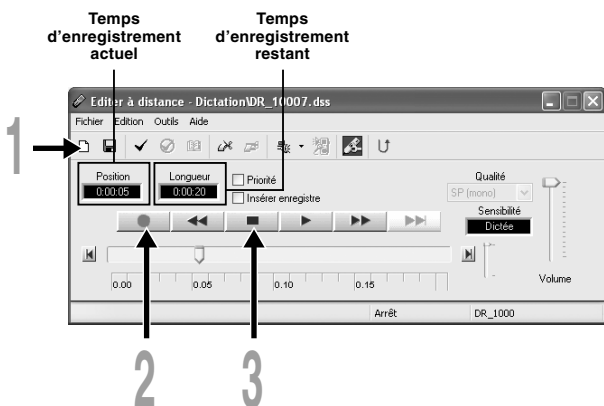 Temps
d'enregistrement
actuel
Temps
d'enregistrement
restant
Editer à distance - Dictation\DR_10007.dss
Fichier Edition Outils Aide
1
Position
0:00:05
Longueur
0:00:20
Priorité
Insérer enregistre
Qualité
SP (mono)
Sensibilité
Dictée
Volume
0.00 0.05 0.10 0.15
Arrêt DR_1000
2 3